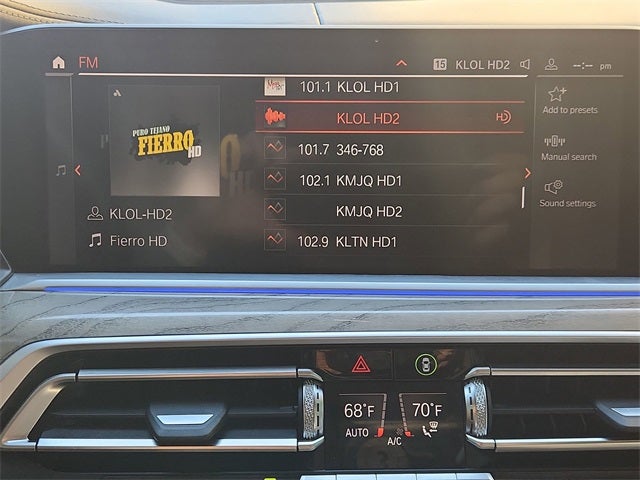 FM
15 KLOL HD2
--:-- pm
101.1 KLOL HD1
KLOL HD2 HD
101.7 346-768
102.1 KMJQ HD1
KMJQ HD2
102.9 KLTN HD1
PURO TEJANO
FIERRO
HD
KLOL-HD2
Fierro HD
Add to presets
Manual search
Sound settings
68°F 70°F
AUTO
A/C